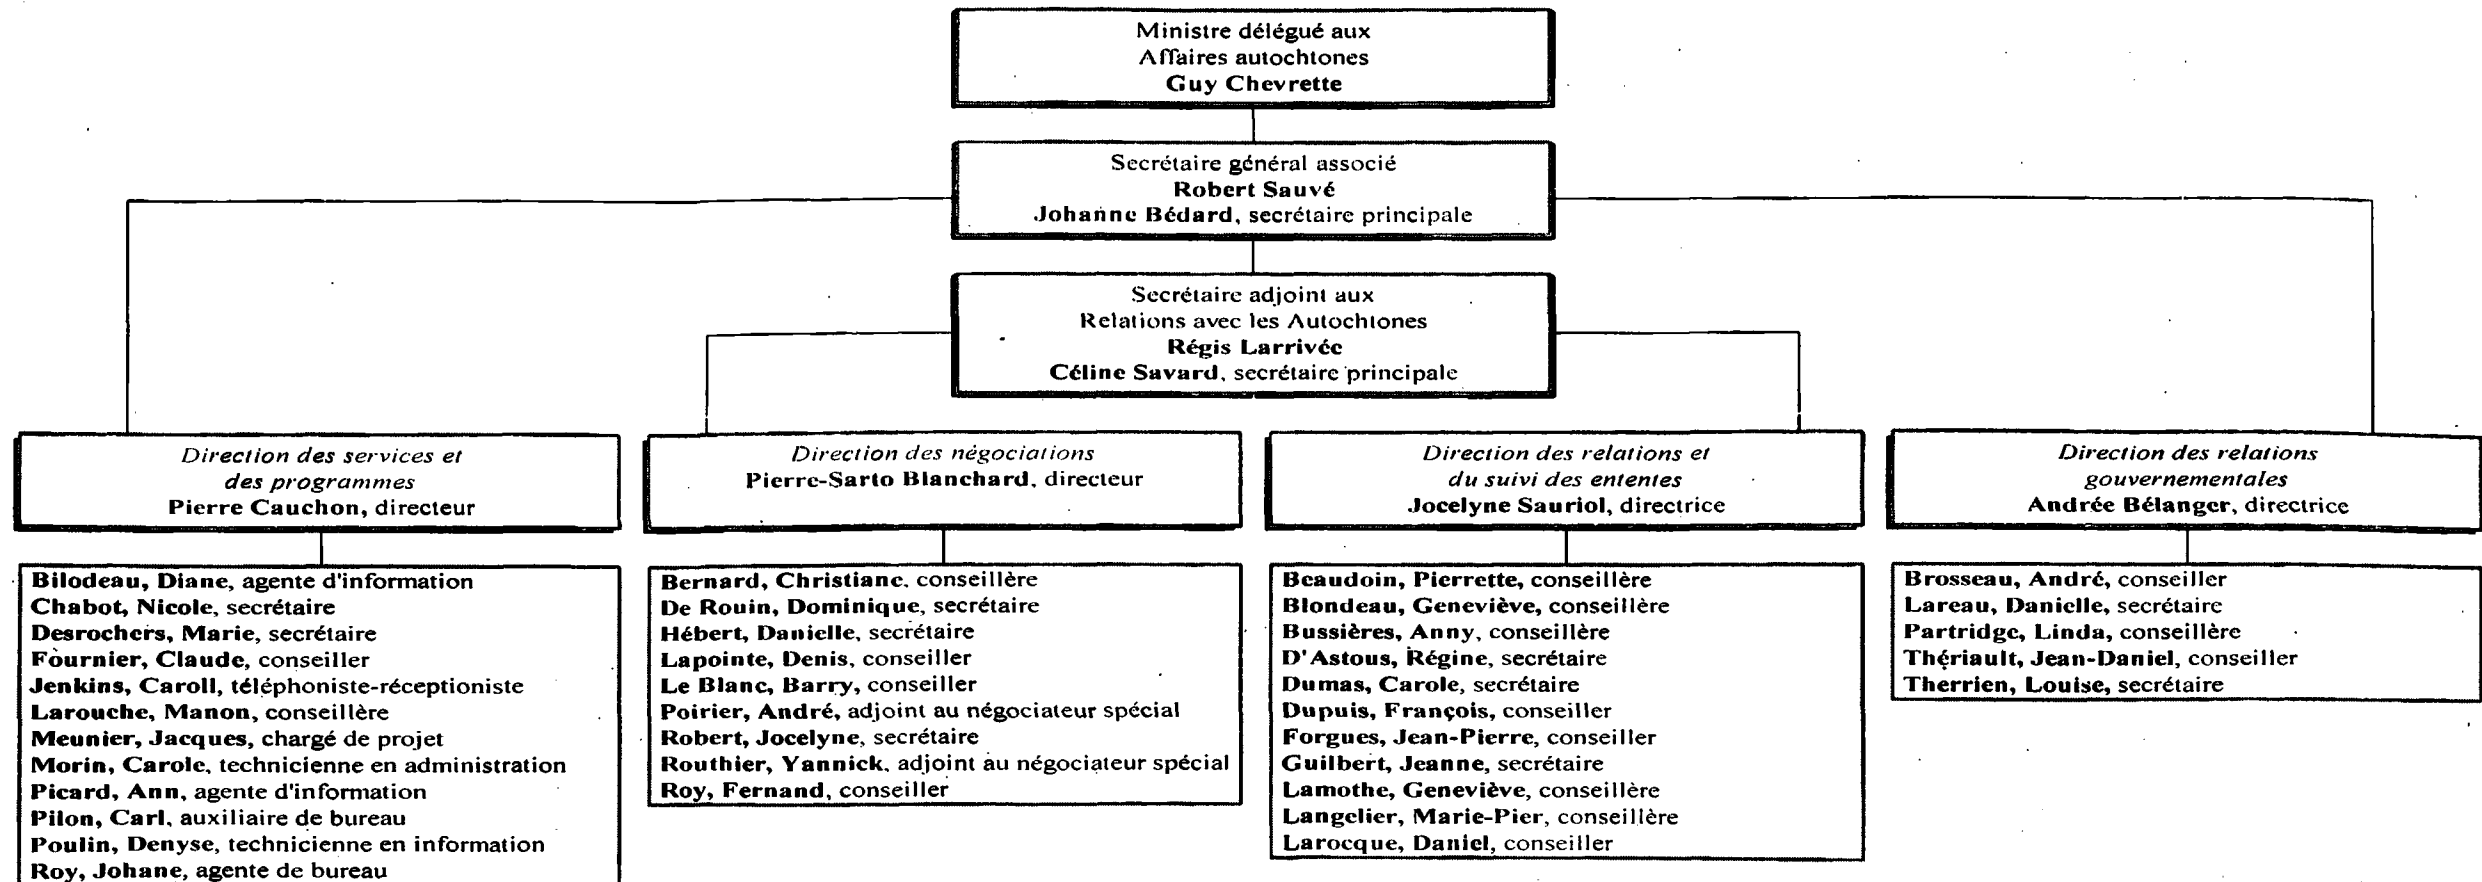 Ministre délégué aux
Affaires autochtones
Guy Chevrette
Secrétaire général associé
Robert Sauvé
Johanne Bédard, secrétaire principale
Secrétaire adjoint aux
Relations avec les Autochtones
Régis Larrivée
Céline Savard, secrétaire principale
Direction des services et
des programmes
Pierre Cauchon, directeur
Direction des négociations
Pierre-Sarto Blanchard, directeur
Direction des relations et
du suivi des ententes
Jocelyne Sauriol, directrice
Direction des relations
gouvernementales
Andrée Bélanger, directrice
Bilodeau, Diane, agente d'information
Chabot, Nicole, secrétaire
Desrochers, Marie, secrétaire
Fournier, Claude, conseiller
Jenkins, Caroll, téléphoniste-réceptioniste
Larouche, Manon, conseillère
Meunier, Jacques, chargé de projet
Morin, Carole, technicienne en administration
Picard, Ann, agente d'information
Pilon, Carl, auxiliaire de bureau
Poulin, Denyse, technicienne en information
Roy, Johane, agente de bureau
Bernard, Christiane, conseillère
De Rouin, Dominique, secrétaire
Hébert, Danielle, secrétaire
Lapointe, Denis, conseiller
Le Blanc, Barry, conseiller
Poirier, André, adjoint au négociateur spécial
Robert, Jocelyne, secrétaire
Routhier, Yannick, adjoint au négociateur spécial
Roy, Fernand, conseiller
Beaudoin, Pierrette, conseillère
Blondeau, Geneviève, conseillère
Bussières, Anny, conseillère
D'Astous, Régine, secrétaire
Dumas, Carole, secrétaire
Dupuis, François, conseiller
Forgues, Jean-Pierre, conseiller
Guilbert, Jeanne, secrétaire
Lamothe, Geneviève, conseillère
Langelier, Marie-Pier, conseillère
Larocque, Daniel, conseiller
Brosseau, André, conseiller
Lareau, Danielle, secrétaire
Partridge, Linda, conseillère
Thériault, Jean-Daniel, conseiller
Therrien, Louise, secrétaire